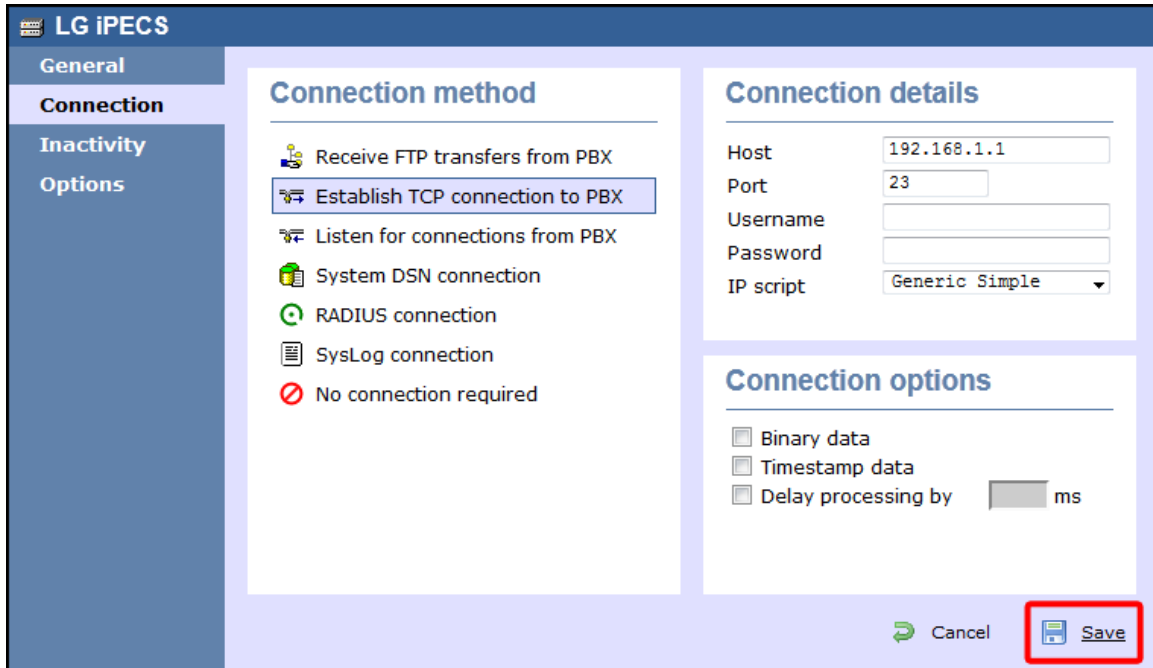 LG iPECS
General
Connection
Inactivity
Options
Connection method
Receive FTP transfers from PBX
Establish TCP connection to PBX
Listen for connections from PBX
System DSN connection
RADIUS connection
SysLog connection
No connection required
Connection details
Host 192.168.1.1
Port 23
Username
Password
IP script Generic Simple
Connection options
Binary data
Timestamp data
Delay processing by ms
Cancel Save